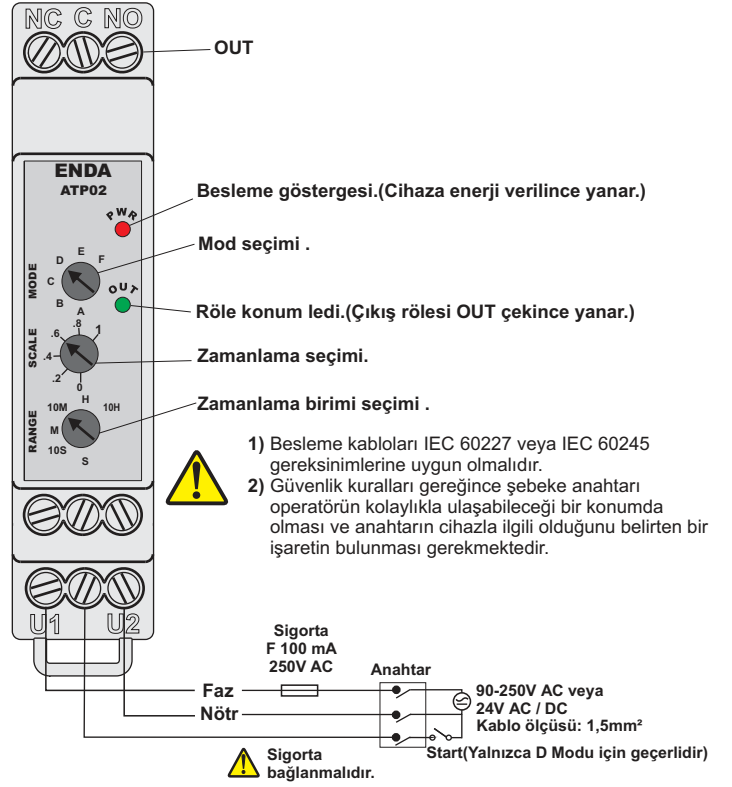 NC C NO
OUT
ENDA
ATP02
PWR
Besleme göstergesi.(Cihaza enerji verilince yanar.)
MODE
A
B
C
D
E
F
Mod seçimi .
OUT
Röle konum ledi.(Çıkış rölesi OUT çekince yanar.)
SCALE
0
.2
.4
.6
.8
1
Zamanlama seçimi.
RANGE
S
10S
M
10M
H
10H
Zamanlama birimi seçimi .
1) Besleme kabloları IEC 60227 veya IEC 60245
gereksinimlerine uygun olmalıdır.
2) Güvenlik kuralları gereğince şebeke anahtarı
operatörün kolaylıkla ulaşabileceği bir konumda
olması ve anahtarın cihazla ilgili olduğunu belirten bir
işaretin bulunması gerekmektedir.
U1 U2
Sigorta
F 100 mA
250V AC
Anahtar
Faz
Nötr
90-250V AC veya
24V AC / DC
Kablo ölçüsü: 1,5mm²
Start(Yalnızca D Modu için geçerlidir)
Sigorta
bağlanmalıdır.